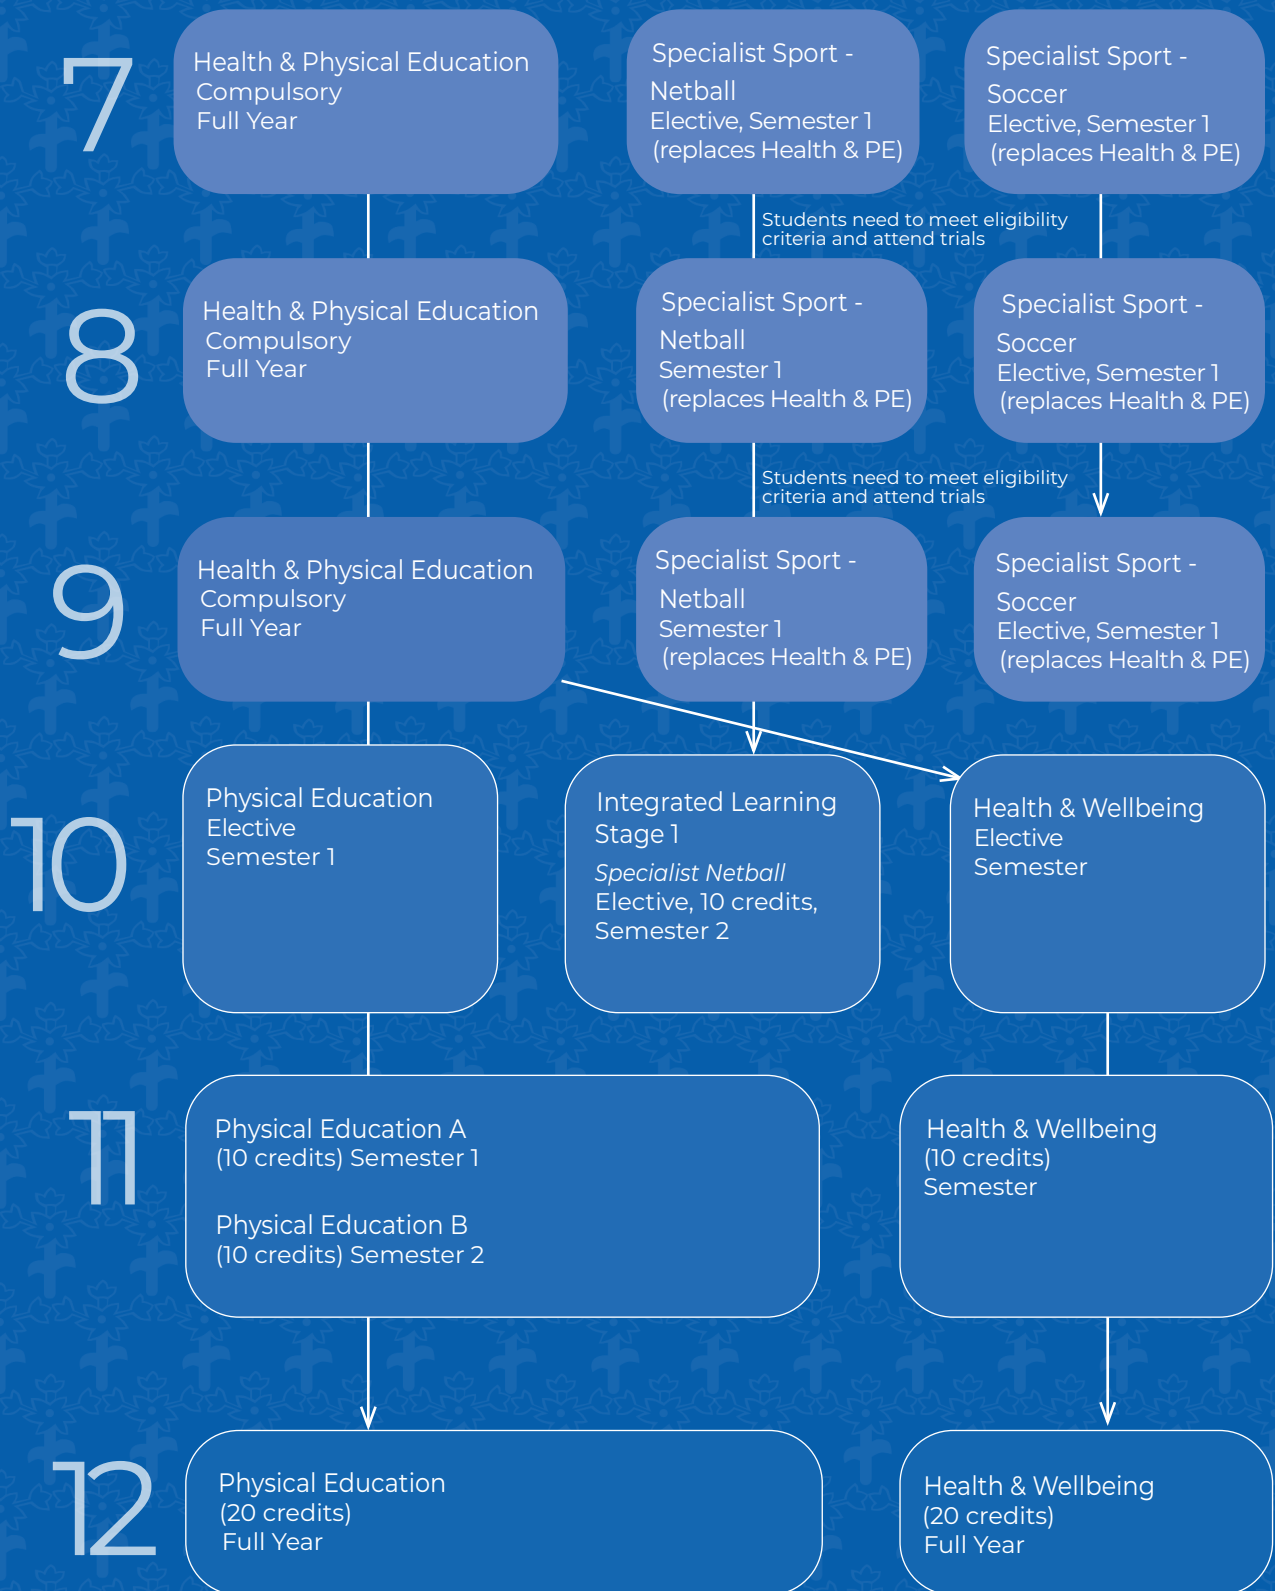 7
Health & Physical Education
Compulsory
Full Year
Specialist Sport -
Netball
Elective, Semester 1
(replaces Health & PE)
Specialist Sport -
Soccer
Elective, Semester 1
(replaces Health & PE)
Students need to meet eligibility
criteria and attend trials
8
Health & Physical Education
Compulsory
Full Year
Specialist Sport -
Netball
Semester 1
(replaces Health & PE)
Specialist Sport -
Soccer
Elective, Semester 1
(replaces Health & PE)
Students need to meet eligibility
criteria and attend trials
9
Health & Physical Education
Compulsory
Full Year
Specialist Sport -
Netball
Semester 1
(replaces Health & PE)
Specialist Sport -
Soccer
Elective, Semester 1
(replaces Health & PE)
10
Physical Education
Elective
Semester 1
Integrated Learning
Stage 1
Specialist Netball
Elective, 10 credits,
Semester 2
Health & Wellbeing
Elective
Semester
11
Physical Education A
(10 credits) Semester 1
Physical Education B
(10 credits) Semester 2
Health & Wellbeing
(10 credits)
Semester
12
Physical Education
(20 credits)
Full Year
Health & Wellbeing
(20 credits)
Full Year